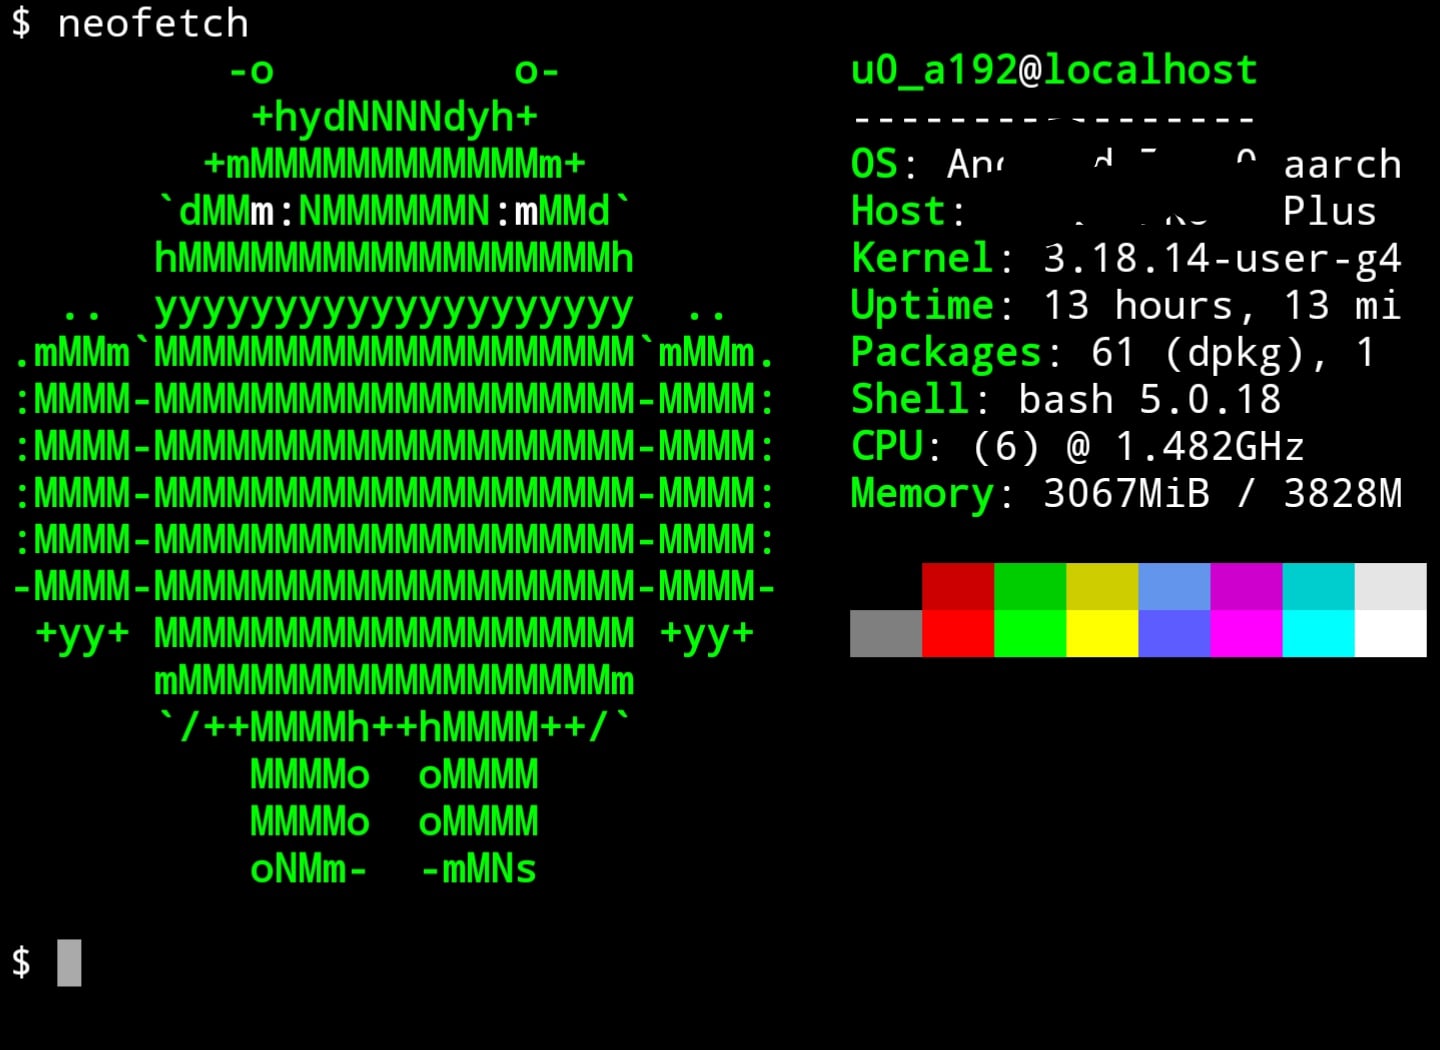 $ neofetch
-o o-
+hydNNNNdyh+
+mMMMMMMMMMMMMm+
`dMMm:NMMMMMMN:mMMd`
hMMMMMMMMMMMMMMMMMMh
.. yyyyyyyyyyyyyyyyyyyy ..
.mMMm`MMMMMMMMMMMMMMMMMMMM`mMMm.
:MMMM-MMMMMMMMMMMMMMMMMMMM-MMMM:
:MMMM-MMMMMMMMMMMMMMMMMMMM-MMMM:
:MMMM-MMMMMMMMMMMMMMMMMMMM-MMMM:
:MMMM-MMMMMMMMMMMMMMMMMMMM-MMMM:
-MMMM-MMMMMMMMMMMMMMMMMMMM-MMMM-
+yy+ MMMMMMMMMMMMMMMMMMMM +yy+
mMMMMMMMMMMMMMMMMMMm
`/++MMMMh++hMMMM++/`
MMMMo oMMMM
MMMMo oMMMM
oNMm- -mMNs
u0_a192@localhost
-----------------
OS: aarch
Host: Plus
Kernel: 3.18.14-user-g4
Uptime: 13 hours, 13 mi
Packages: 61 (dpkg), 1
Shell: bash 5.0.18
CPU: (6) @ 1.482GHz
Memory: 3067MiB / 3828M
$